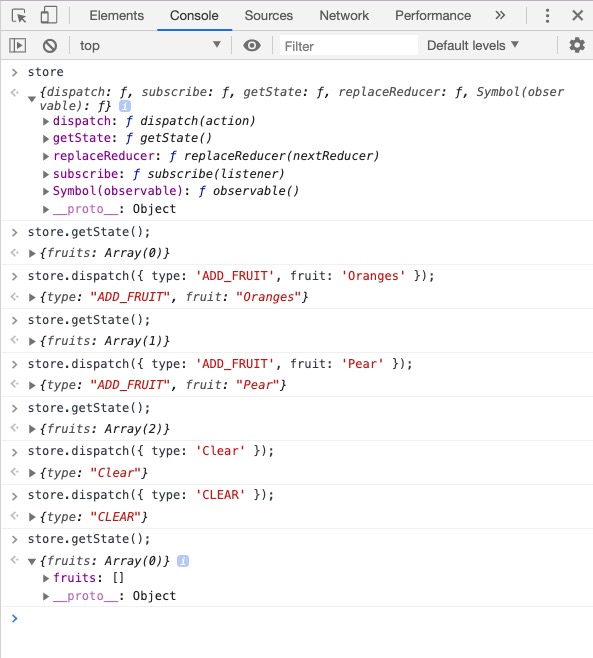 Elements Console Sources Network Performance »
top Filter Default levels
> store
{dispatch: ƒ, subscribe: ƒ, getState: ƒ, replaceReducer: ƒ, Symbol(obser
vable): ƒ} i
dispatch: ƒ dispatch(action)
getState: ƒ getState()
replaceReducer: ƒ replaceReducer(nextReducer)
subscribe: ƒ subscribe(listener)
Symbol(observable): ƒ observable()
__proto__: Object
> store.getState();
{fruits: Array(0)}
> store.dispatch({ type: 'ADD_FRUIT', fruit: 'Oranges' });
{type: "ADD_FRUIT", fruit: "Oranges"}
> store.getState();
{fruits: Array(1)}
> store.dispatch({ type: 'ADD_FRUIT', fruit: 'Pear' });
{type: "ADD_FRUIT", fruit: "Pear"}
> store.getState();
{fruits: Array(2)}
> store.dispatch({ type: 'Clear' });
{type: "Clear"}
> store.dispatch({ type: 'CLEAR' });
{type: "CLEAR"}
> store.getState();
{fruits: Array(0)} i
fruits: []
__proto__: Object
>